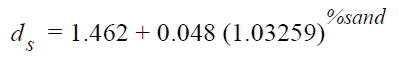 d_s = 1.462 + 0.048 (1.03259)^%sand